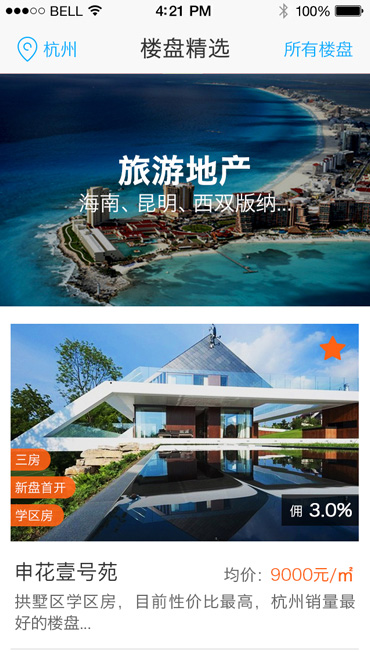 BELL 4:21 PM 100%
杭州 楼盘精选 所有楼盘
旅游地产
海南、昆明、西双版纳...
三房
新盘首开
学区房
佣 3.0%
申花壹号苑 均价：9000元/㎡
拱墅区学区房，目前性价比最高，杭州销量最
好的楼盘...